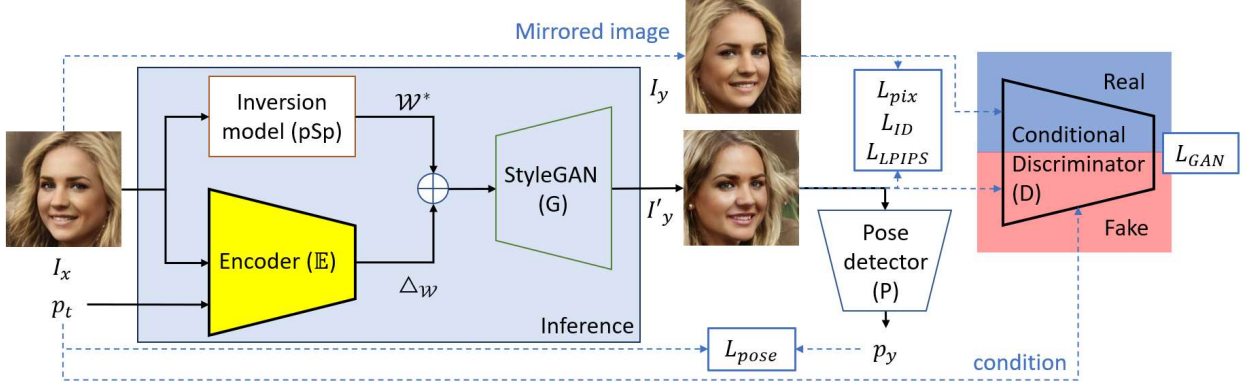 Mirrored image
I_y
Real
Fake
L_pix
L_ID
L_LPIPS
Conditional
Discriminator
(D)
L_GAN
Inversion
model (pSp)
𝒲*
StyleGAN
(G)
I'_y
I_x
Encoder (𝔼)
△_𝒲
p_t
Inference
Pose
detector
(P)
p_y
L_pose
condition